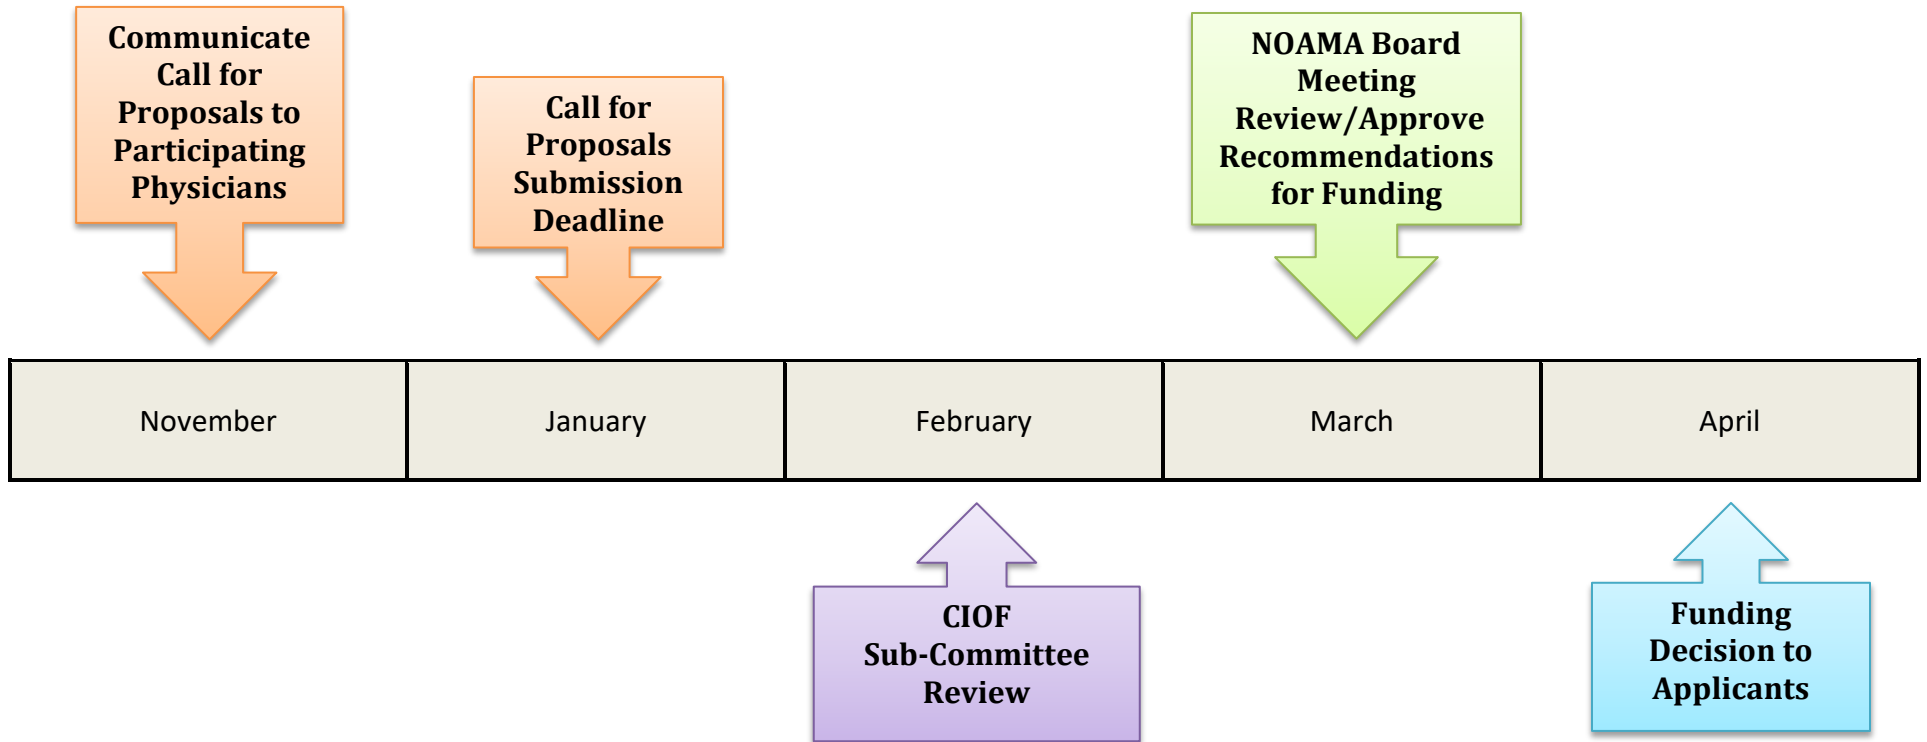 Communicate
Call for
Proposals to
Participating
Physicians
Call for
Proposals
Submission
Deadline
NOAMA Board
Meeting
Review/Approve
Recommendations
for Funding
November
January
February
March
April
CIOF
Sub-Committee
Review
Funding
Decision to
Applicants